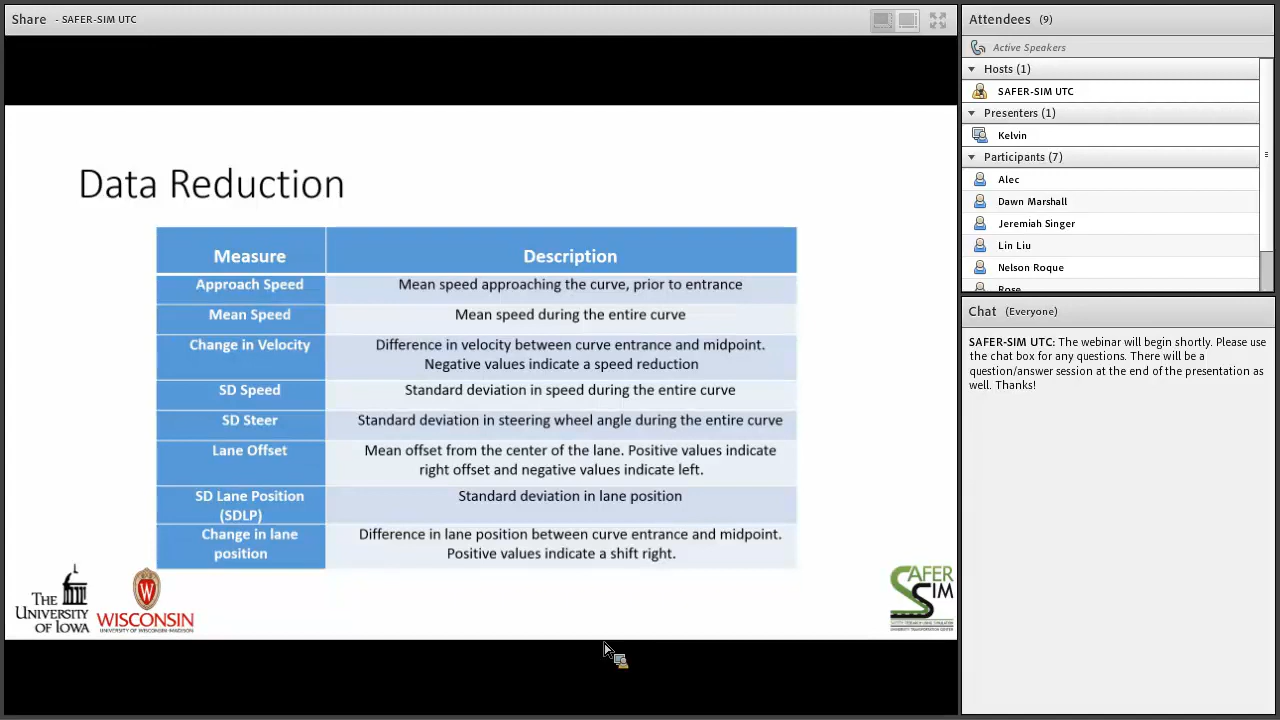 Share - SAFER-SIM UTC
Data Reduction
Measure Description
Approach Speed Mean speed approaching the curve, prior to entrance
Mean Speed Mean speed during the entire curve
Change in Velocity Difference in velocity between curve entrance and midpoint.
Negative values indicate a speed reduction
SD Speed Standard deviation in speed during the entire curve
SD Steer Standard deviation in steering wheel angle during the entire curve
Lane Offset Mean offset from the center of the lane. Positive values indicate
right offset and negative values indicate left.
SD Lane Position Standard deviation in lane position
(SDLP)
Change in lane Difference in lane position between curve entrance and midpoint.
position Positive values indicate a shift right.
THE
UNIVERSITY
OF IOWA
W
WISCONSIN
UNIVERSITY OF WISCONSIN-MADISON
SAFER
SIM
Attendees (9)
Active Speakers
Hosts (1)
SAFER-SIM UTC
Presenters (1)
Kelvin
Participants (7)
Alec
Dawn Marshall
Jeremiah Singer
Lin Liu
Nelson Roque
Rose
Chat (Everyone)
SAFER-SIM UTC: The webinar will begin shortly. Please use
the chat box for any questions. There will be a
question/answer session at the end of the presentation as
well. Thanks!